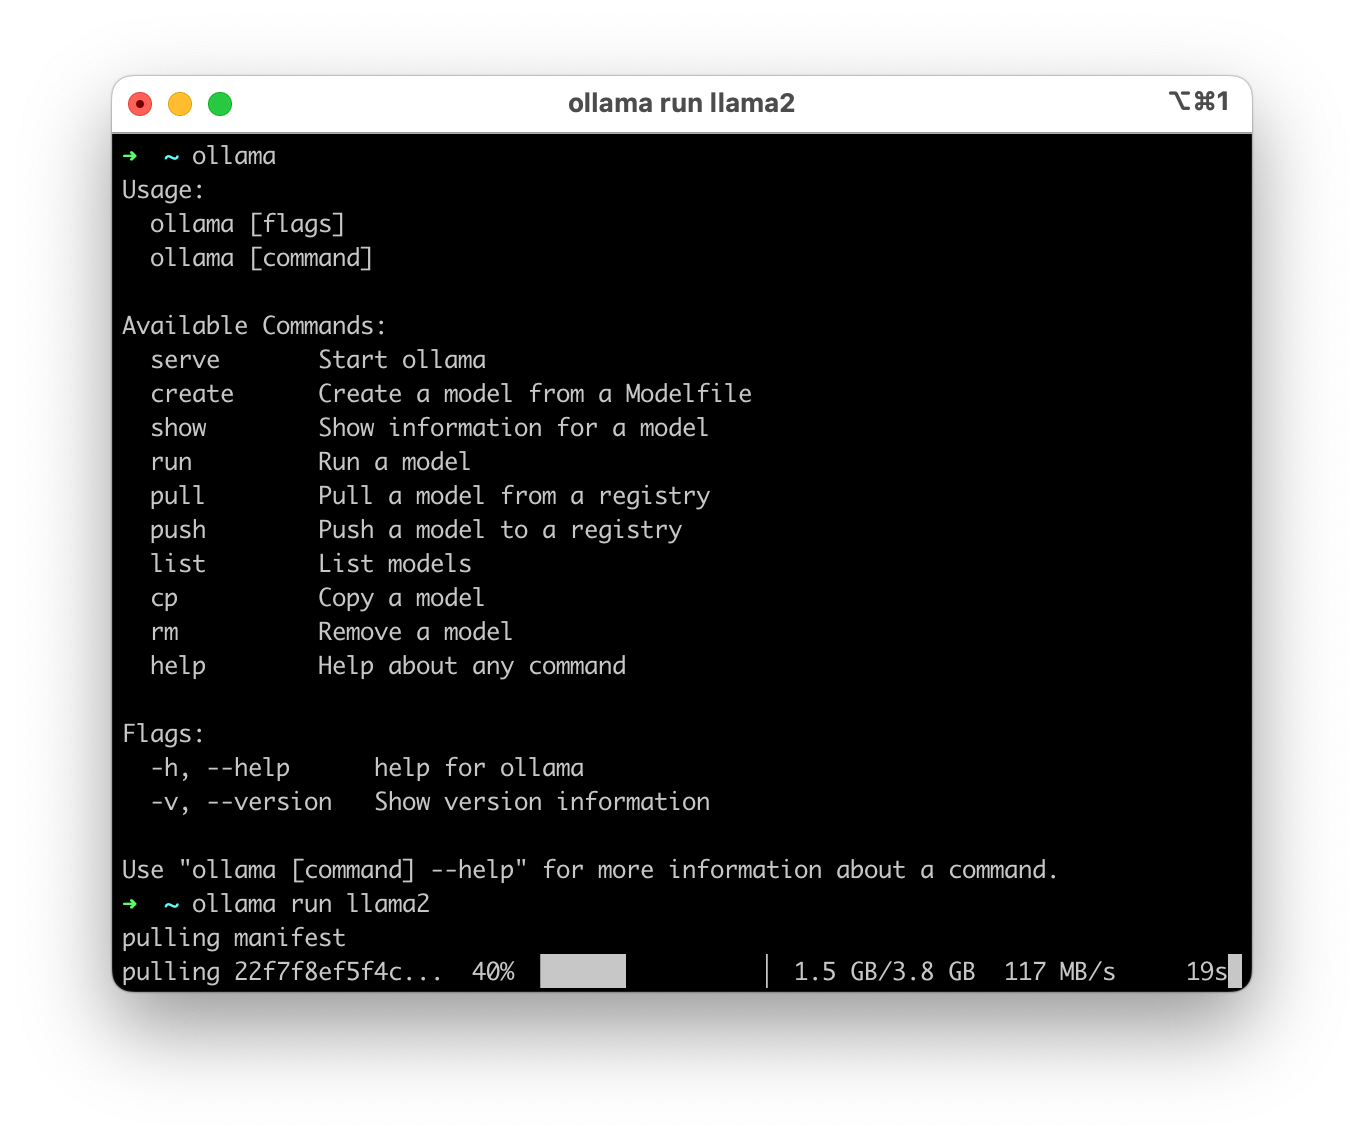 ollama run llama2 ⌥⌘1
➜ ~ ollama
Usage:
  ollama [flags]
  ollama [command]

Available Commands:
  serve       Start ollama
  create      Create a model from a Modelfile
  show        Show information for a model
  run         Run a model
  pull        Pull a model from a registry
  push        Push a model to a registry
  list        List models
  cp          Copy a model
  rm          Remove a model
  help        Help about any command

Flags:
  -h, --help      help for ollama
  -v, --version   Show version information

Use "ollama [command] --help" for more information about a command.
➜ ~ ollama run llama2
pulling manifest
pulling 22f7f8ef5f4c...  40%  1.5 GB/3.8 GB  117 MB/s     19s